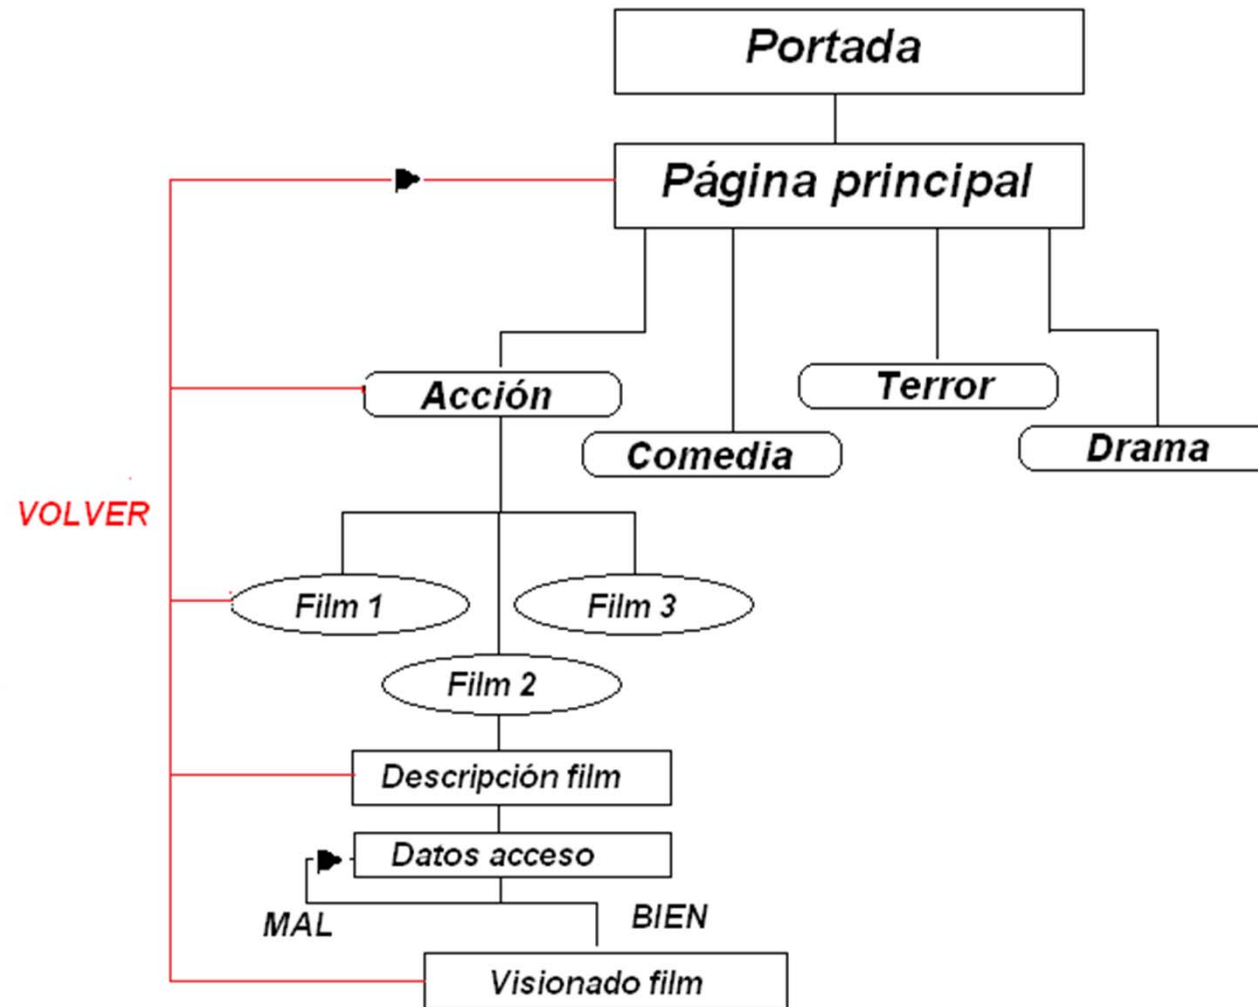 Portada
Página principal
Acción
Terror
Comedia
Drama
VOLVER
Film 1
Film 3
Film 2
Descripción film
Datos acceso
MAL
BIEN
Visionado film